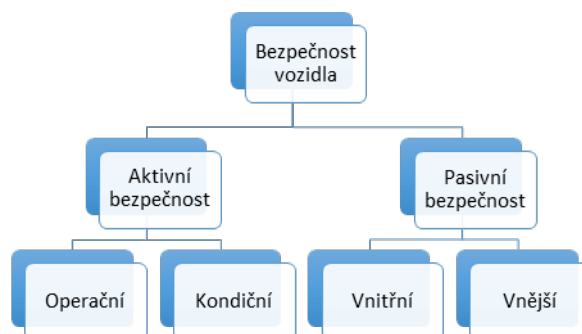 Bezpečnost
vozidla
Aktivní
bezpečnost
Pasivní
bezpečnost
Operační
Kondiční
Vnitřní
Vnější